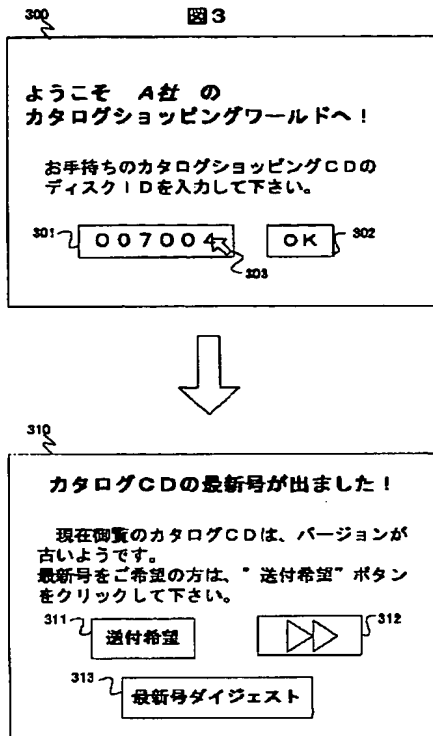 図3
300
ようこそ A社 の
カタログショッピングワールドへ！
お手持ちのカタログショッピングCDの
ディスクIDを入力して下さい。
301
007004
OK
302
303
310
カタログCDの最新号が出ました！
現在御覧のカタログCDは、バージョンが
古いようです。
最新号をご希望の方は、"送付希望"ボタン
をクリックして下さい。
311
送付希望
312
313
最新号ダイジェスト